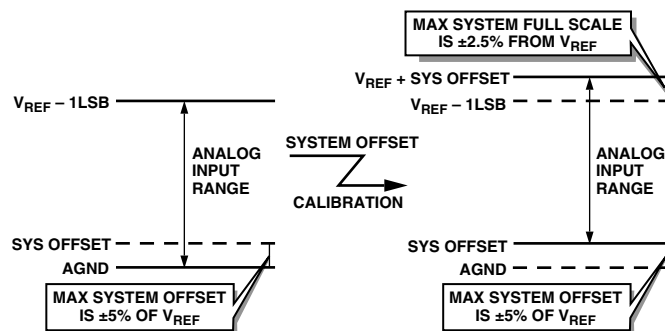 MAX SYSTEM FULL SCALE
IS ±2.5% FROM VREF
VREF – 1LSB
ANALOG
INPUT
RANGE
SYS OFFSET
AGND
MAX SYSTEM OFFSET
IS ±5% OF VREF
SYSTEM OFFSET
CALIBRATION
VREF + SYS OFFSET
VREF – 1LSB
ANALOG
INPUT
RANGE
SYS OFFSET
AGND
MAX SYSTEM OFFSET
IS ±5% OF VREF